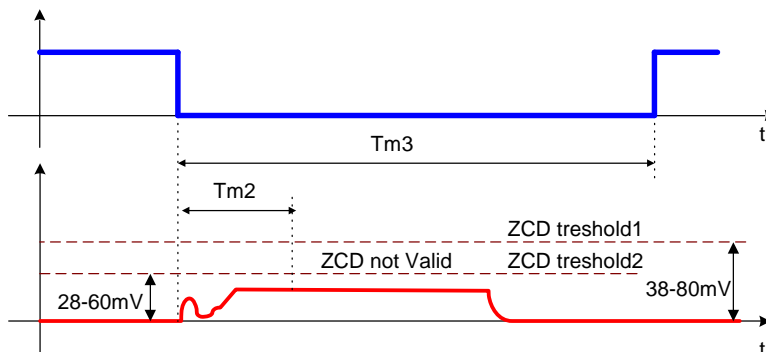 t
Tm3
Tm2
ZCD treshold1
ZCD not Valid
ZCD treshold2
28-60mV
38-80mV
t